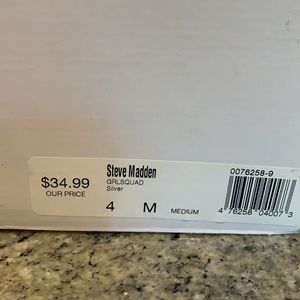 $34.99
OUR PRICE
Steve Madden
GRLSQUAD
Silver
4 M MEDIUM
0076258-9
4 76258 04007 3